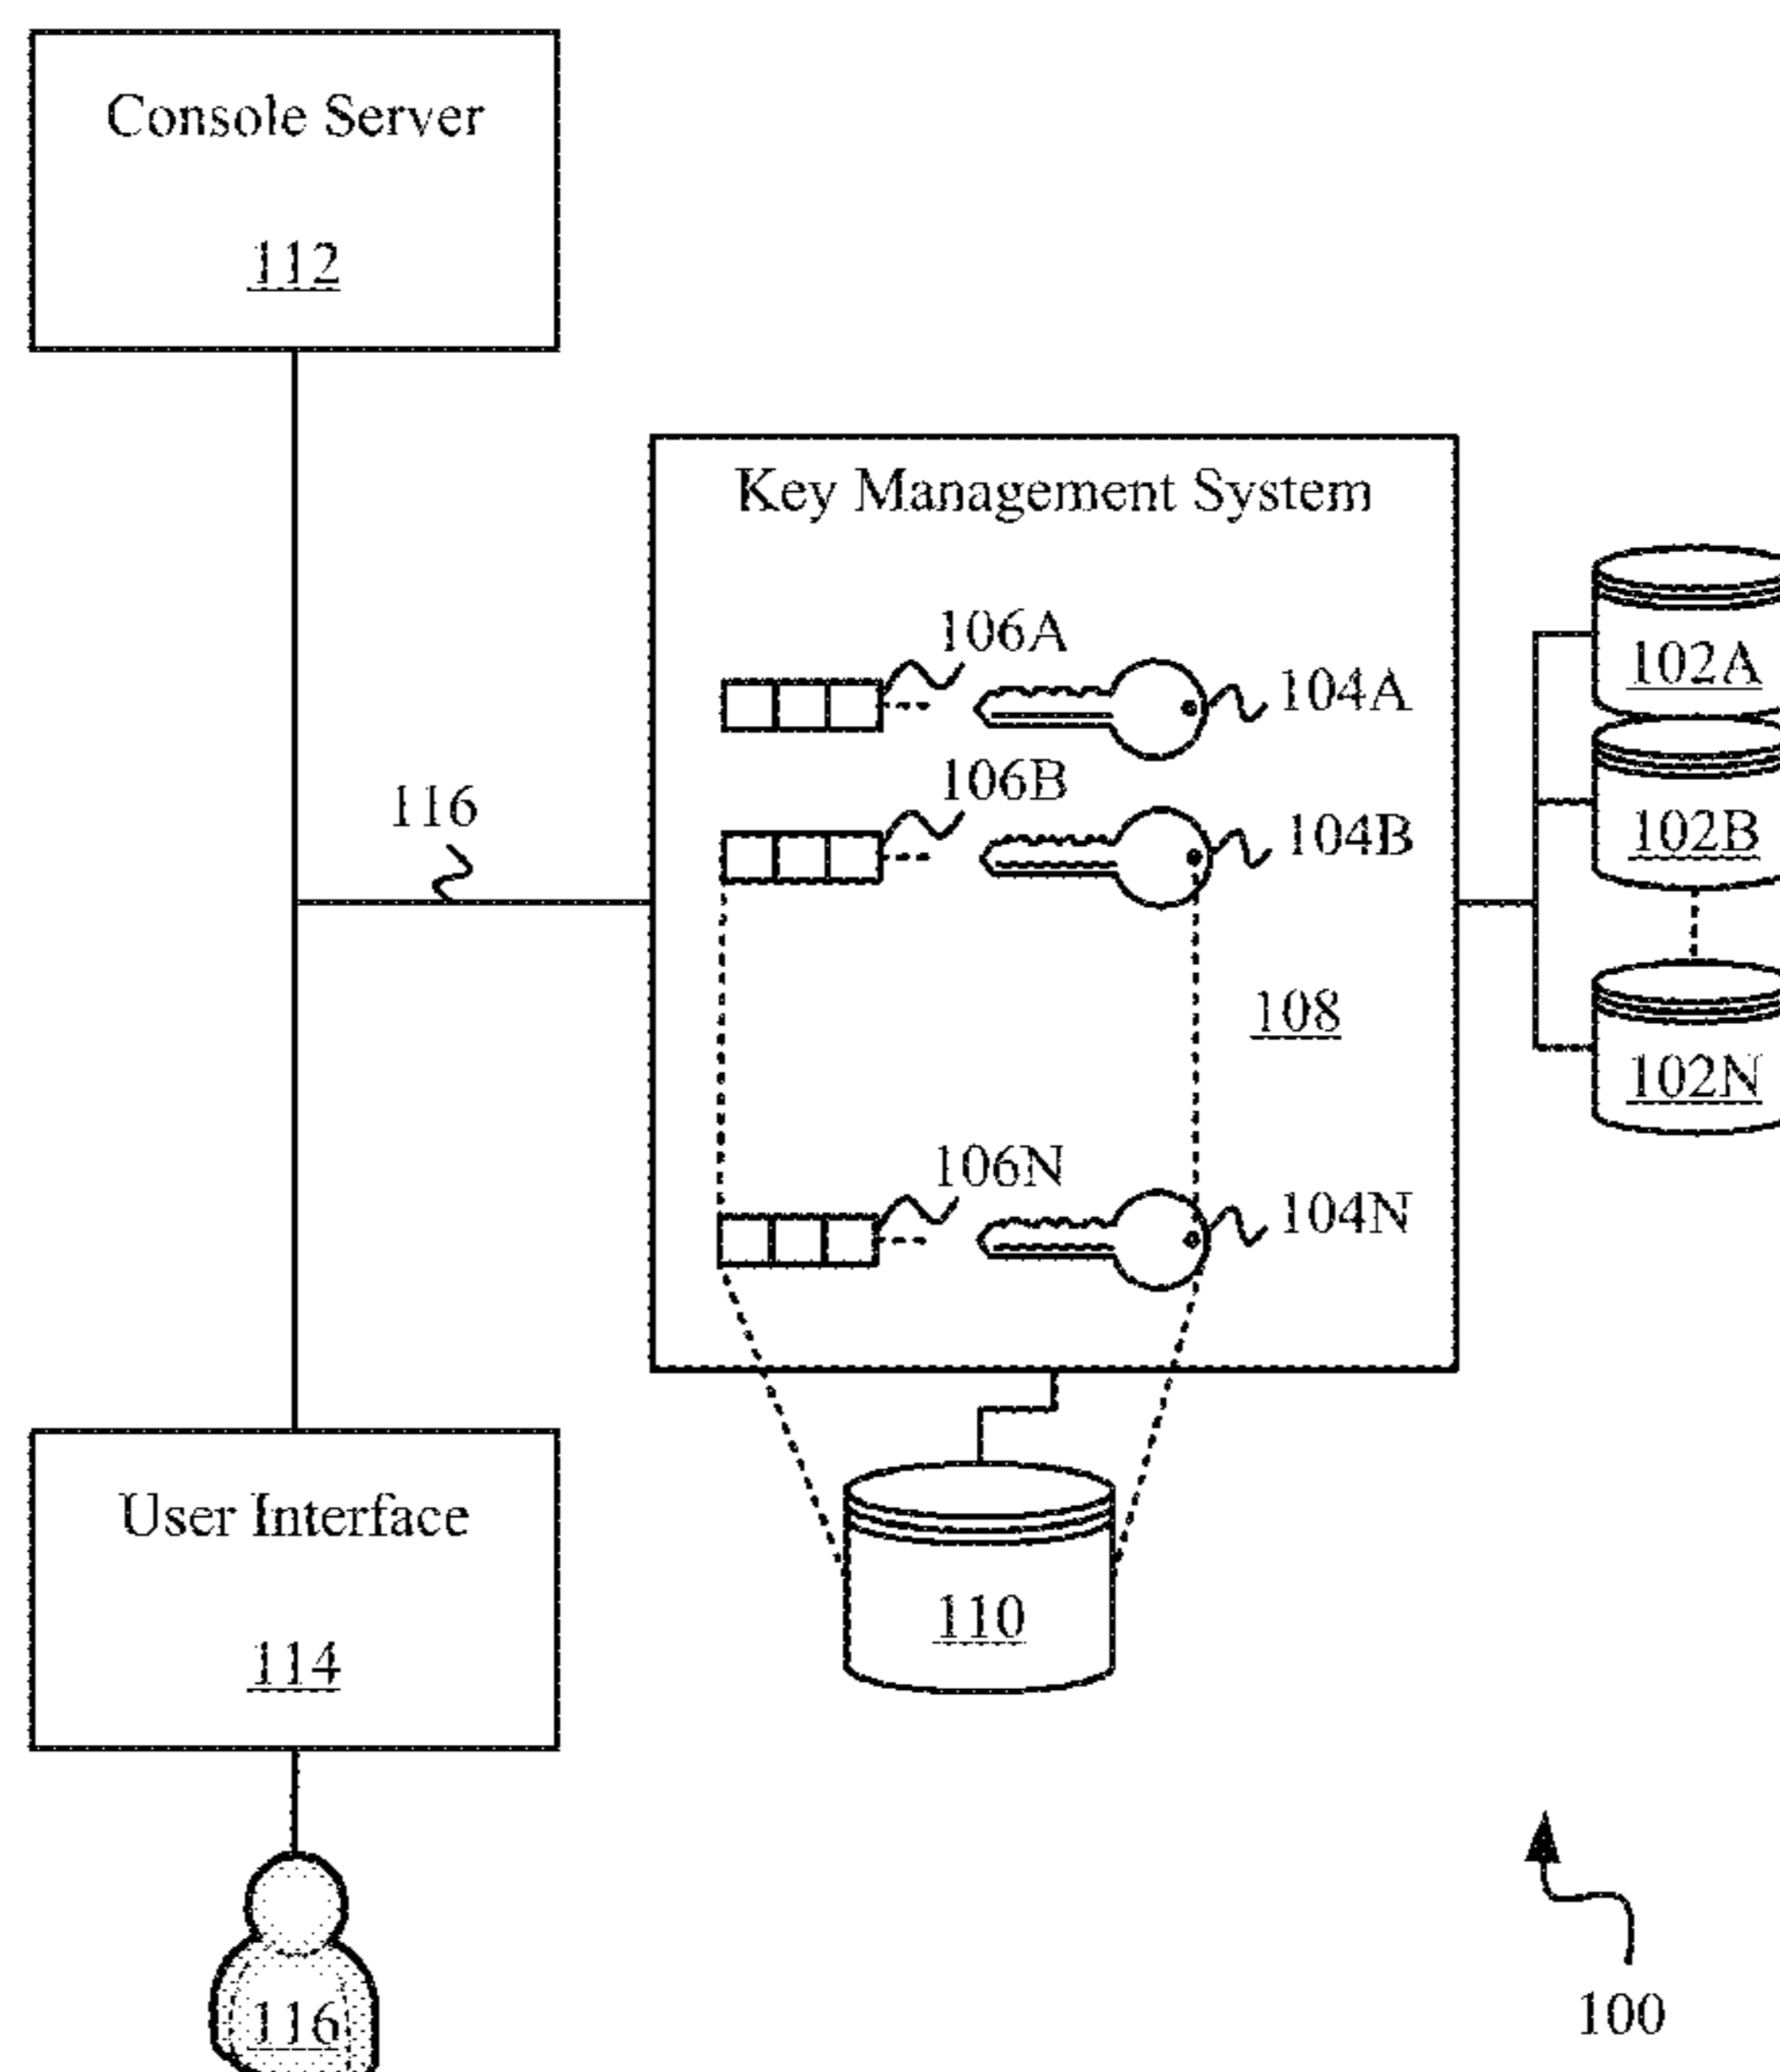 Console Server
112
Key Management System
106A
104A
102A
106B
104B
102B
116
108
102N
106N
104N
User Interface
114
110
116
100